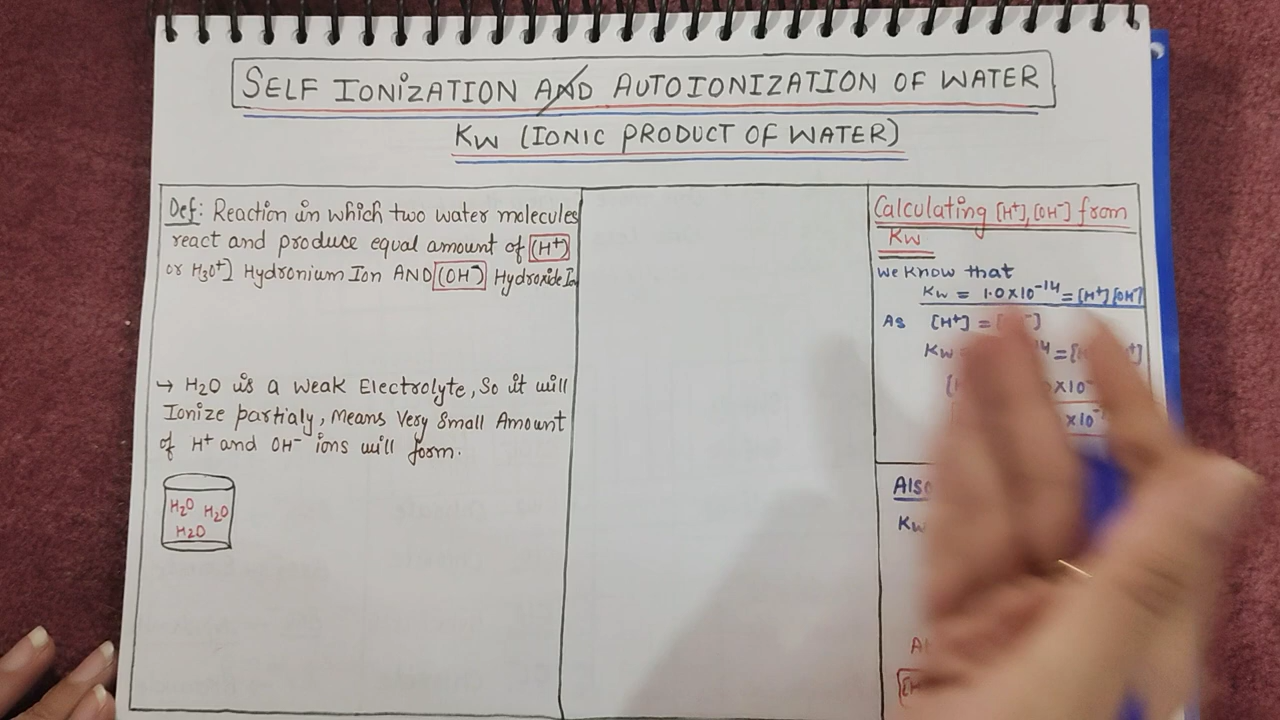 SELF IONIZATION AND AUTOIONIZATION OF WATER
KW (IONIC PRODUCT OF WATER)
Def: Reaction in which two water molecules
react and produce equal amount of (H⁺)
or H3O⁺] Hydronium Ion AND (OH⁻) Hydroxide Ion
→ H2O is a weak Electrolyte, So it will
Ionize partialy, Means Very Small Amount
of H⁺ and OH⁻ ions will form.
H2O H2O
H2O
Calculating [H⁺], [OH⁻] from
KW
we know that
KW = 1.0×10⁻¹⁴ = [H⁺][OH⁻]
As [H⁺] =
KW
×10⁻
×10⁻
Also
KW